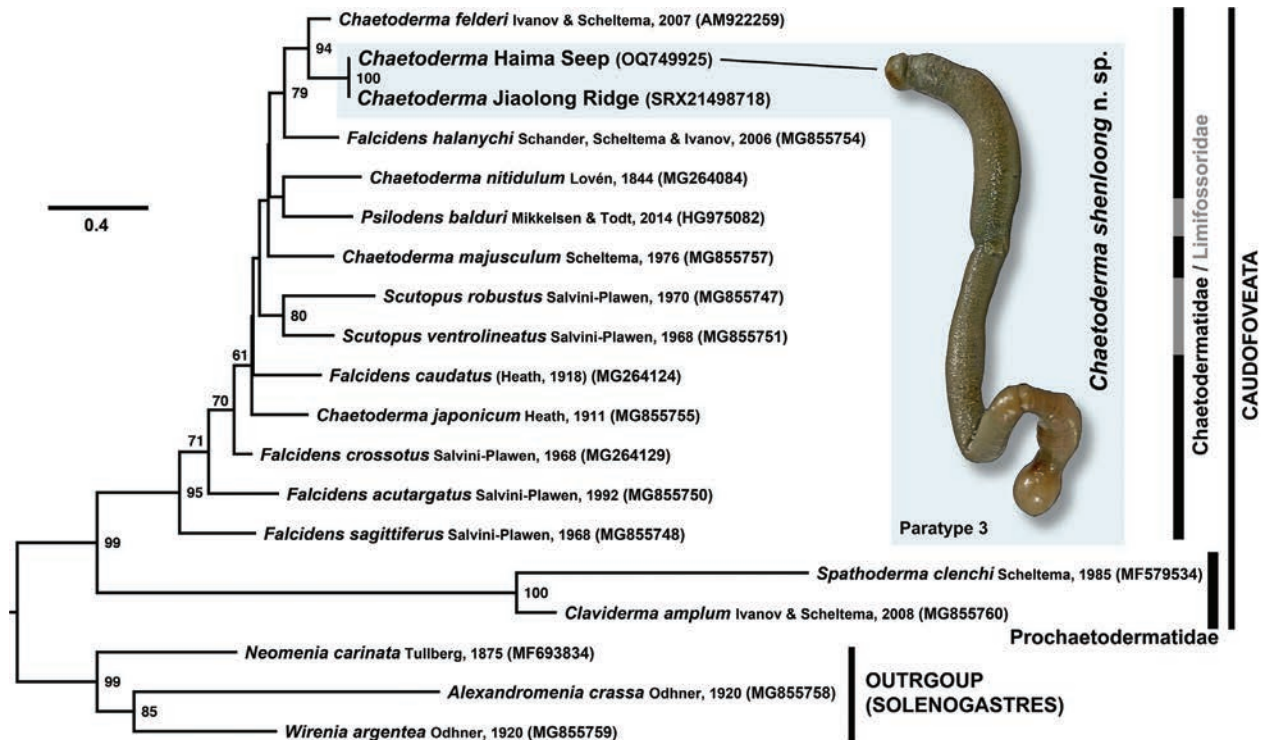 Chaetoderma felderi Ivanov & Scheltema, 2007 (AM922259)
94
Chaetoderma Haima Seep (OQ749925)
100
79
Chaetoderma Jiaolong Ridge (SRX21498718)
Falcidens halanychi Schander, Scheltema & Ivanov, 2006 (MG855754)
Chaetoderma nitidulum Lovén, 1844 (MG264084)
0.4
Psilodens balduri Mikkelsen & Todt, 2014 (HG975082)
Chaetoderma majusculum Scheltema, 1976 (MG855757)
Scutopus robustus Salvini-Plawen, 1970 (MG855747)
80
Scutopus ventrolineatus Salvini-Plawen, 1968 (MG855751)
61
Falcidens caudatus (Heath, 1918) (MG264124)
70
Chaetoderma japonicum Heath, 1911 (MG855755)
71
Falcidens crossotus Salvini-Plawen, 1968 (MG264129)
95
Falcidens acutargatus Salvini-Plawen, 1992 (MG855750)
Falcidens sagittiferus Salvini-Plawen, 1968 (MG855748)
99
Spathoderma clenchi Scheltema, 1985 (MF579534)
100
Claviderma amplum Ivanov & Scheltema, 2008 (MG855760)
Prochaetodermatidae
Neomenia carinata Tullberg, 1875 (MF693834)
99
Alexandromenia crassa Odhner, 1920 (MG855758)
85
Wirenia argentea Odhner, 1920 (MG855759)
OUTRGOUP
(SOLENOGASTRES)
Paratype 3
Chaetoderma shenloong n. sp.
Chaetodermatidae / Limifossoridae
CAUDOFOVEATA